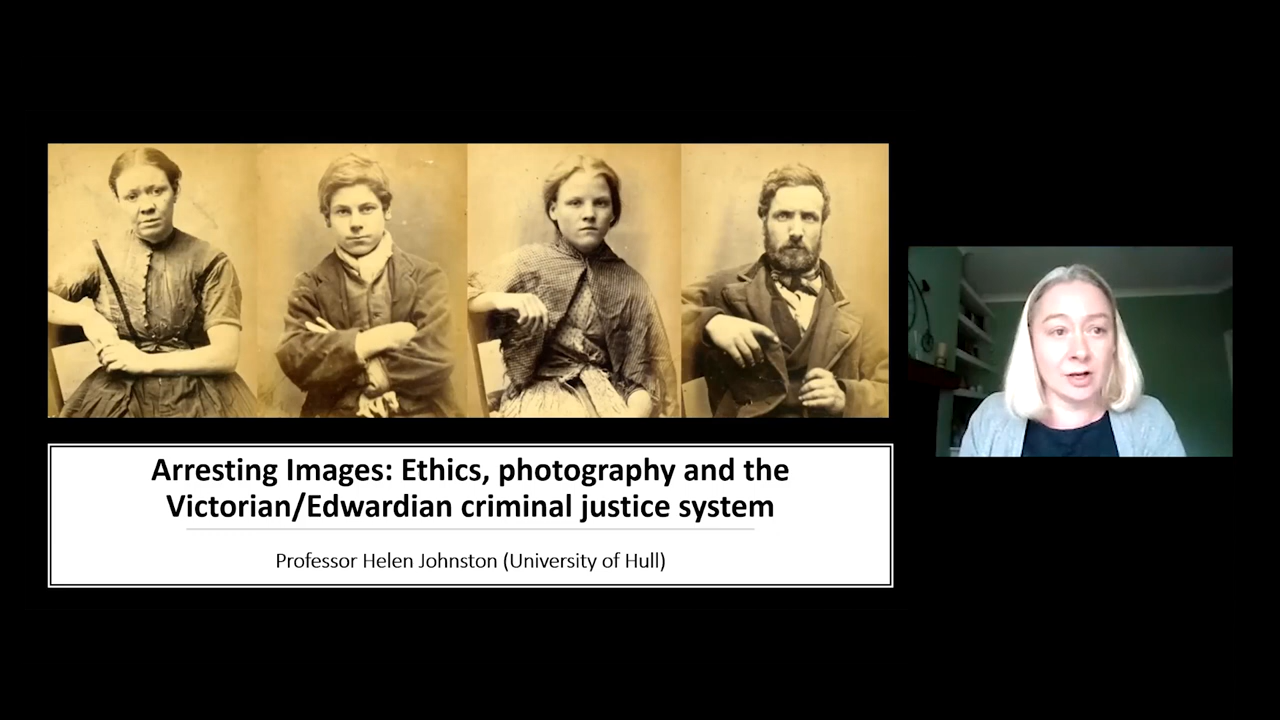 Arresting Images: Ethics, photography and the
Victorian/Edwardian criminal justice system
Professor Helen Johnston (University of Hull)